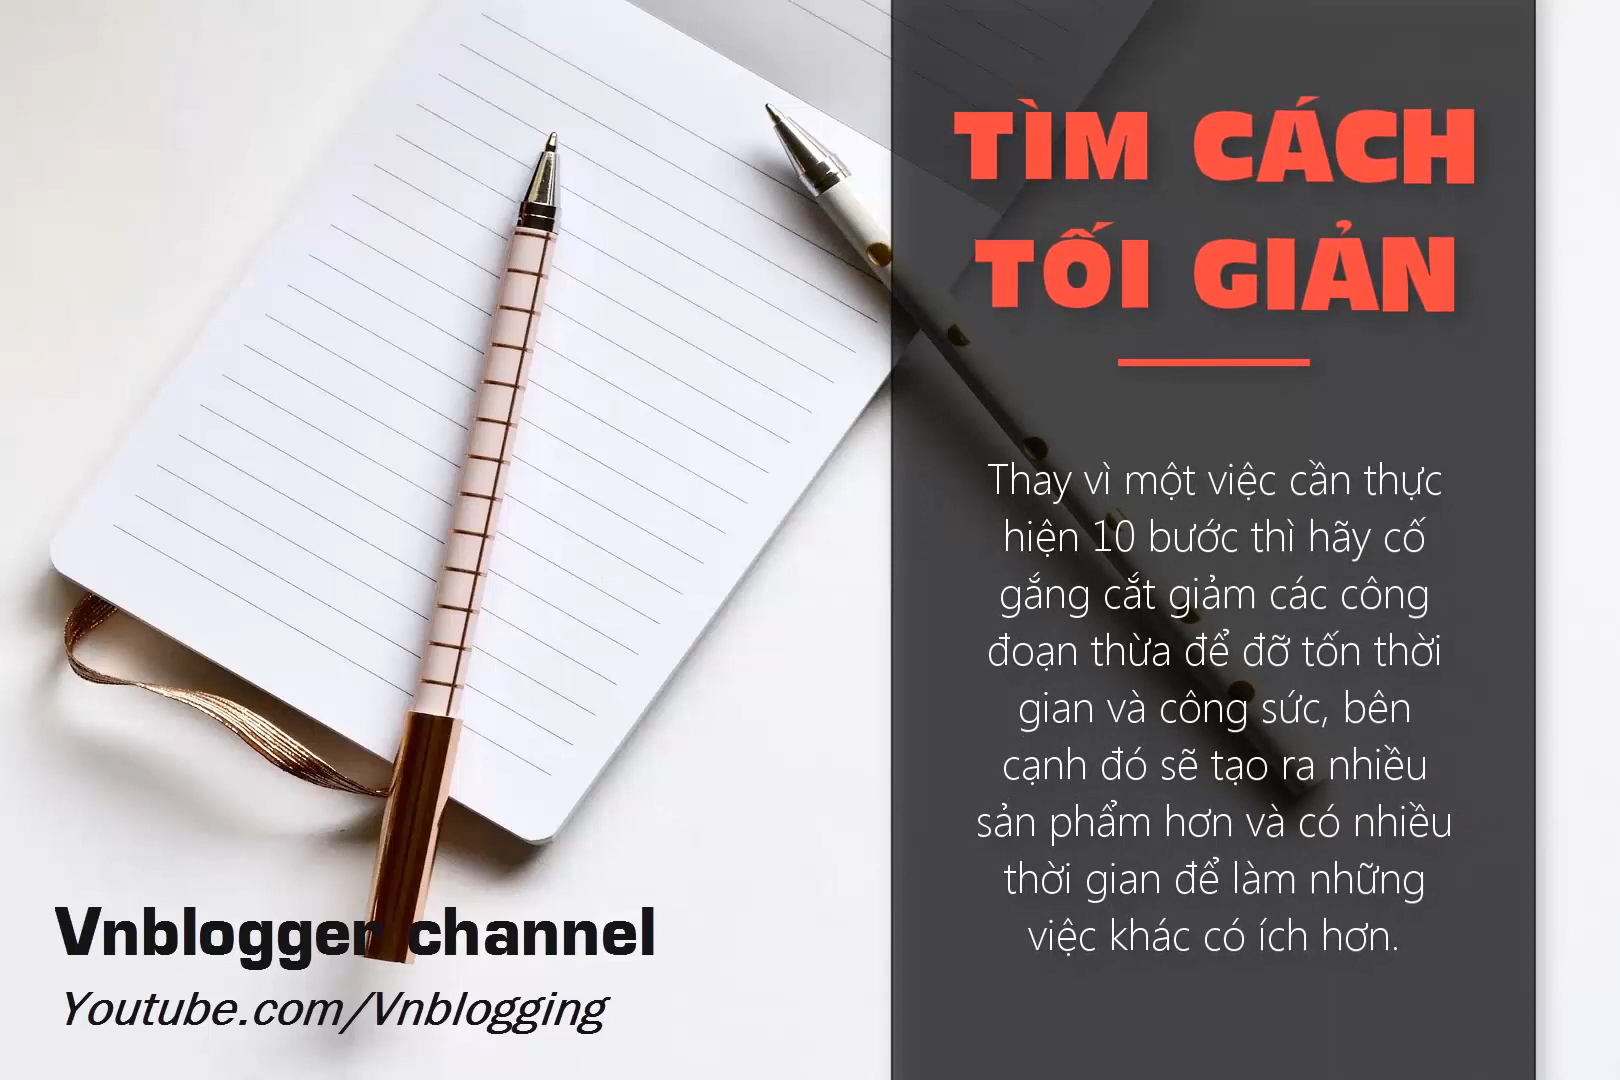 TÌM CÁCH
TỐI GIẢN
Thay vì một việc cần thực
hiện 10 bước thì hãy cố
gắng cắt giảm các công
đoạn thừa để đỡ tốn thời
gian và công sức, bên
cạnh đó sẽ tạo ra nhiều
sản phẩm hơn và có nhiều
thời gian để làm những
việc khác có ích hơn.
Vnblogger channel
Youtube.com/Vnblogging